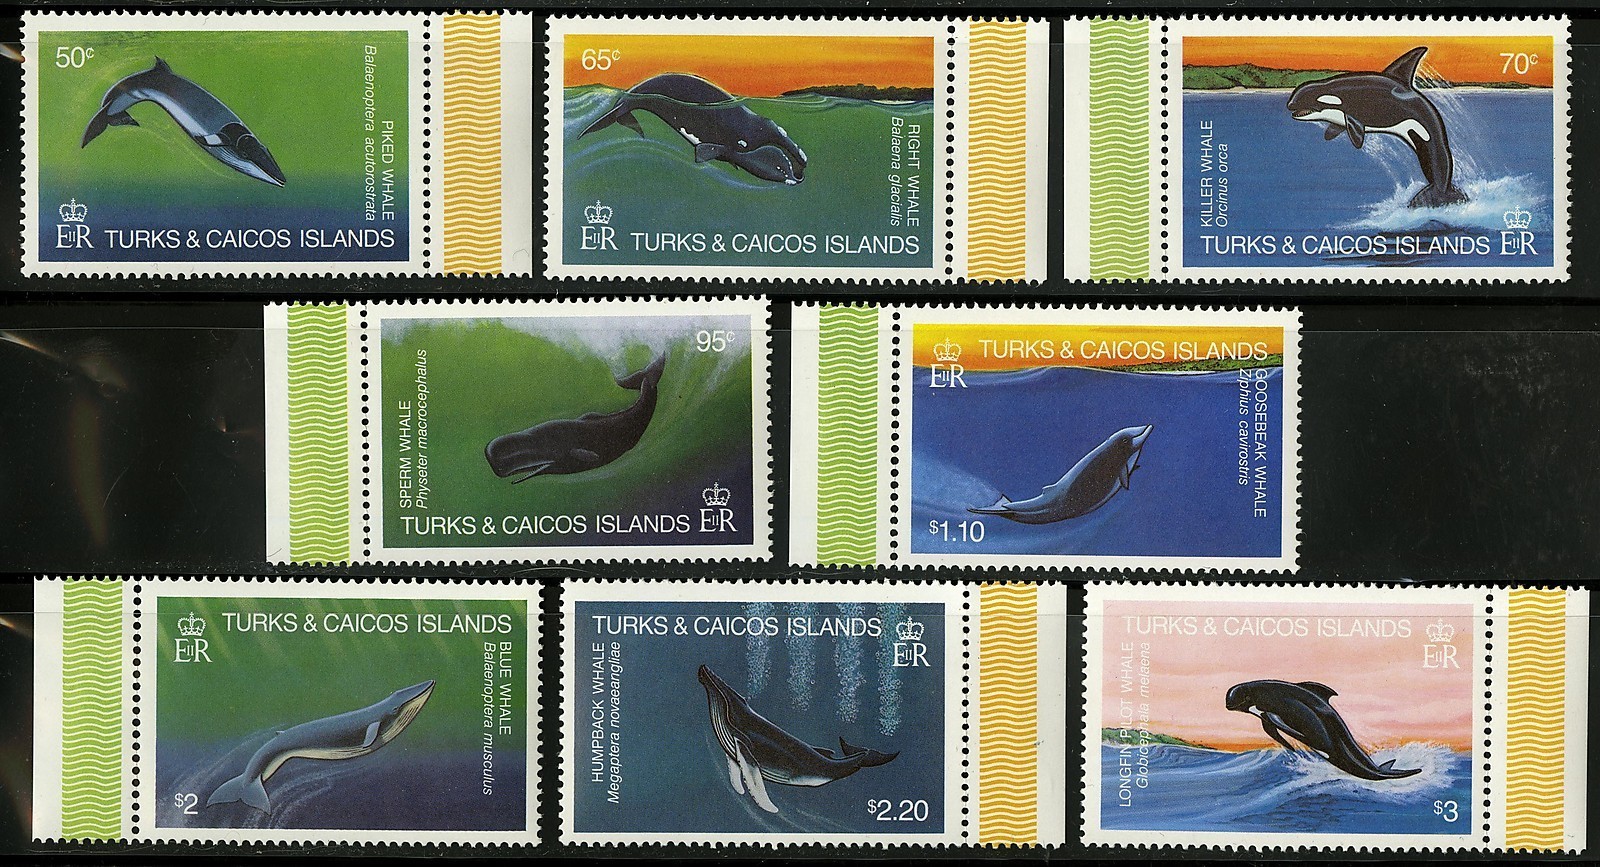 50¢
PIKED WHALE
Balaenoptera acutorostrata
EIIR TURKS & CAICOS ISLANDS
65¢
RIGHT WHALE
Balaena glacialis
EIIR TURKS & CAICOS ISLANDS
70¢
KILLER WHALE
Orcinus orca
TURKS & CAICOS ISLANDS EIIR
95¢
SPERM WHALE
Physeter macrocephalus
TURKS & CAICOS ISLANDS EIIR
TURKS & CAICOS ISLANDS
EIIR
GOOSEBEAK WHALE
Ziphius cavirostris
$1.10
TURKS & CAICOS ISLANDS
EIIR
BLUE WHALE
Balaenoptera musculus
$2
TURKS & CAICOS ISLANDS
EIIR
HUMPBACK WHALE
Megaptera novaeangliae
$2.20
TURKS & CAICOS ISLANDS
EIIR
LONGFIN PILOT WHALE
Globicephala melaena
$3